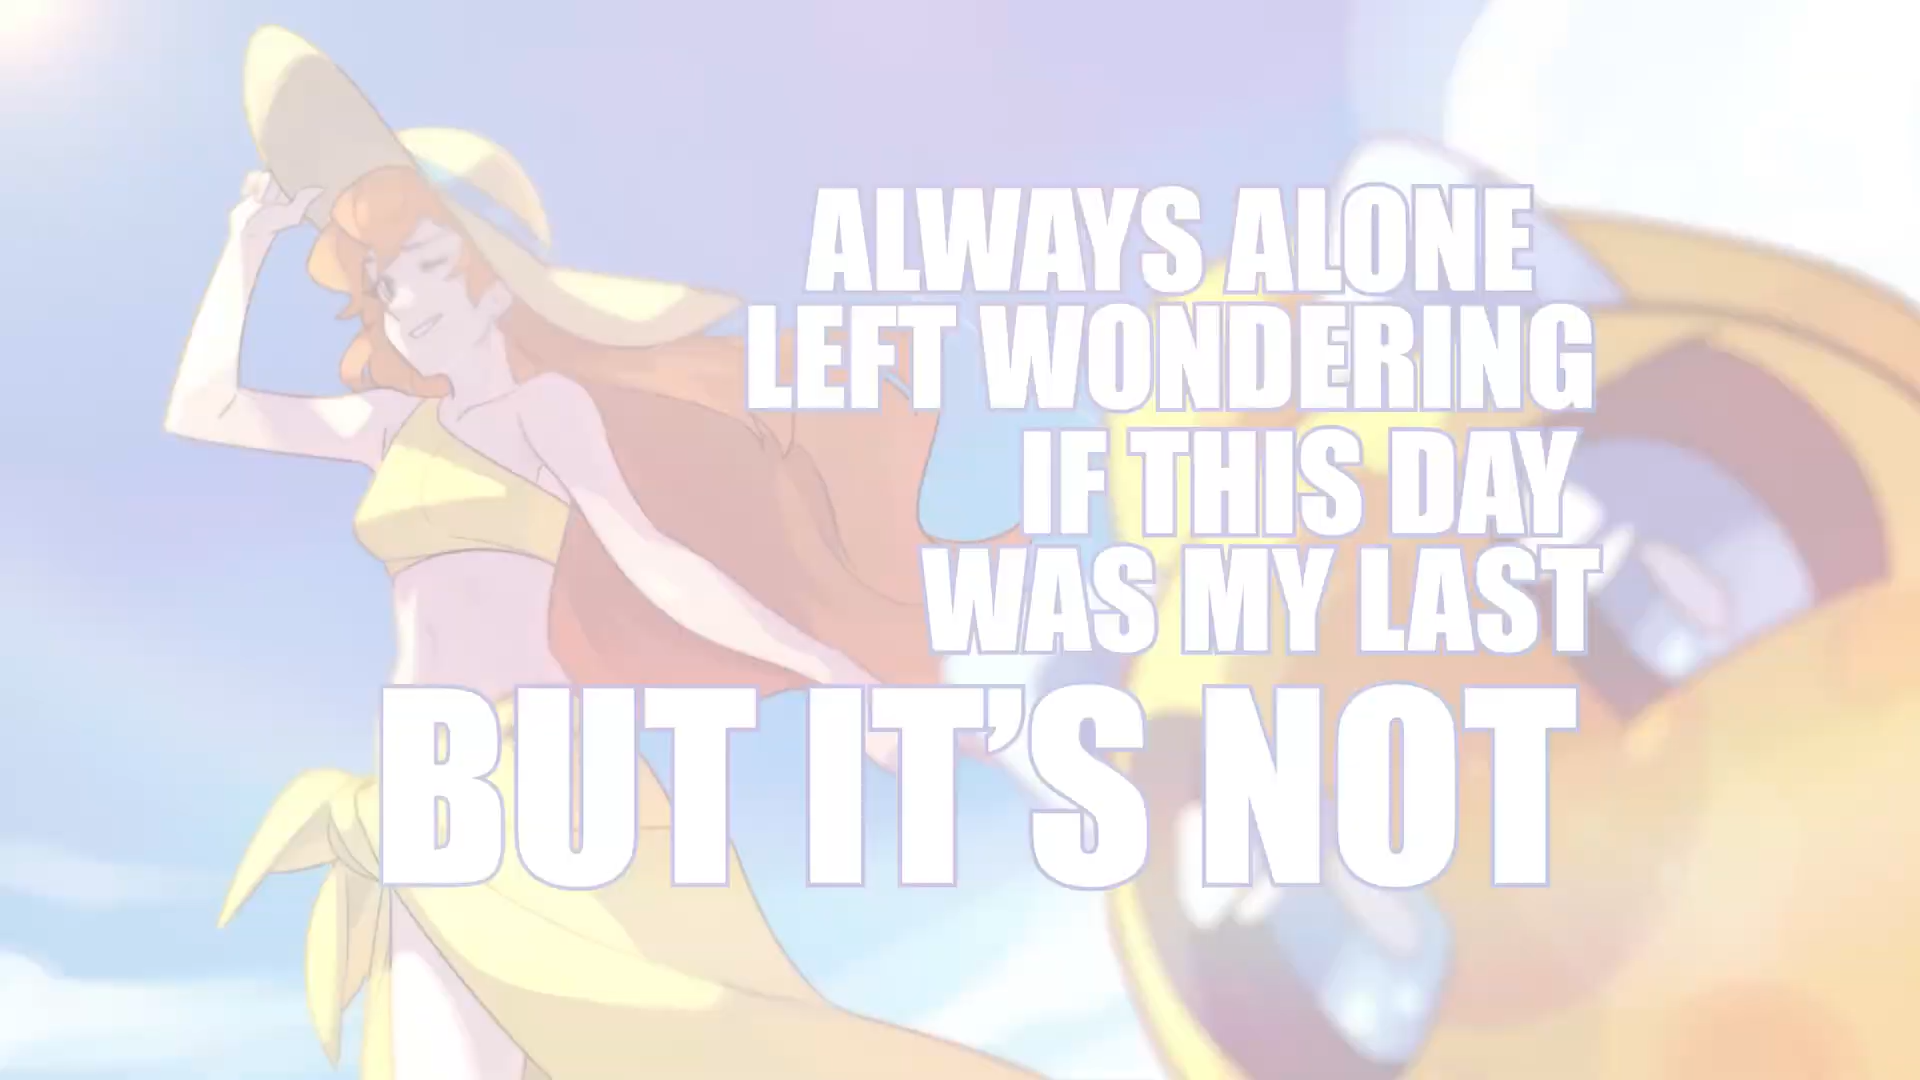 ALWAYS ALONE
LEFT WONDERING
IF THIS DAY
WAS MY LAST
BUT IT'S NOT